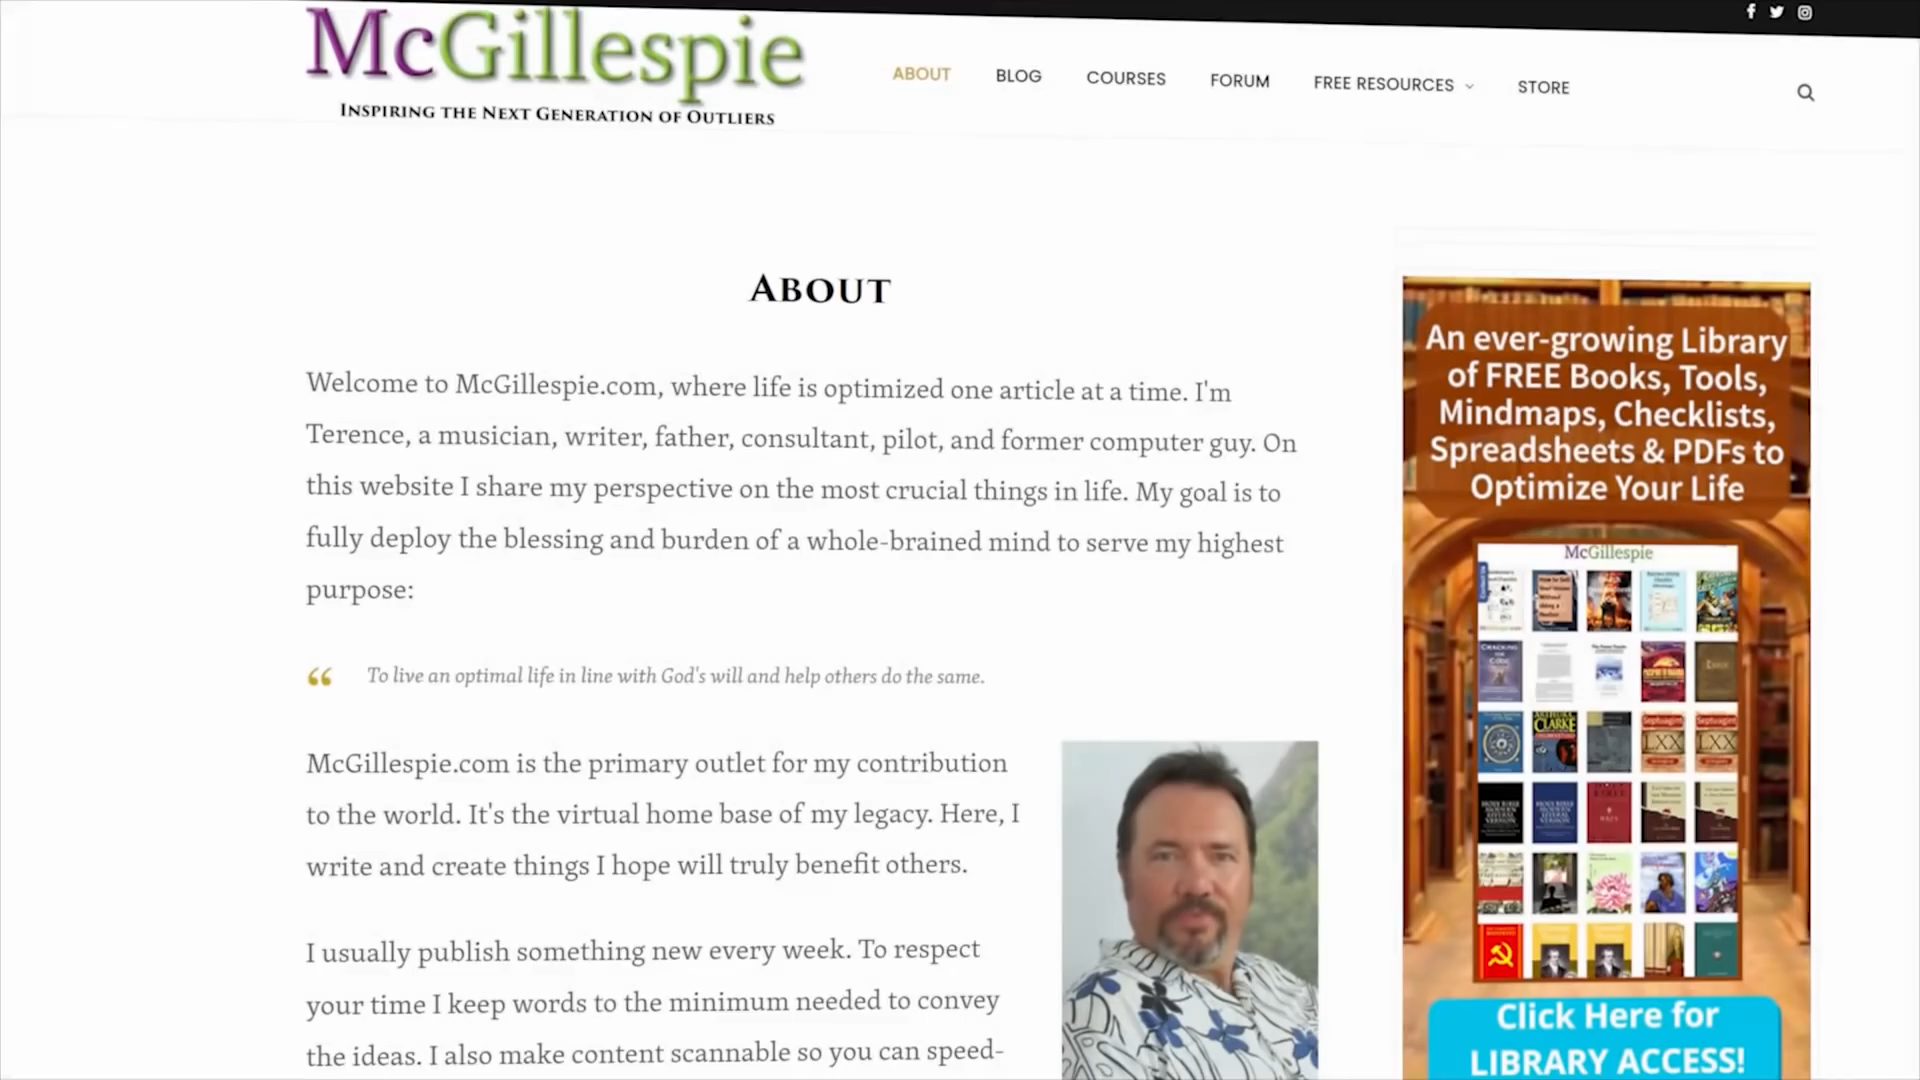 McGillespie
INSPIRING THE NEXT GENERATION OF OUTLIERS
ABOUT
BLOG
COURSES
FORUM
FREE RESOURCES
STORE
ABOUT
Welcome to McGillespie.com, where life is optimized one article at a time. I'm
Terence, a musician, writer, father, consultant, pilot, and former computer guy. On
this website I share my perspective on the most crucial things in life. My goal is to
fully deploy the blessing and burden of a whole-brained mind to serve my highest
purpose:
“ To live an optimal life in line with God's will and help others do the same.
McGillespie.com is the primary outlet for my contribution
to the world. It's the virtual home base of my legacy. Here, I
write and create things I hope will truly benefit others.
I usually publish something new every week. To respect
your time I keep words to the minimum needed to convey
the ideas. I also make content scannable so you can speed-
An ever-growing Library
of FREE Books, Tools,
Mindmaps, Checklists,
Spreadsheets & PDFs to
Optimize Your Life
McGillespie
Septuagint
LXX
Septuagint
LXX
Click Here for
LIBRARY ACCESS!